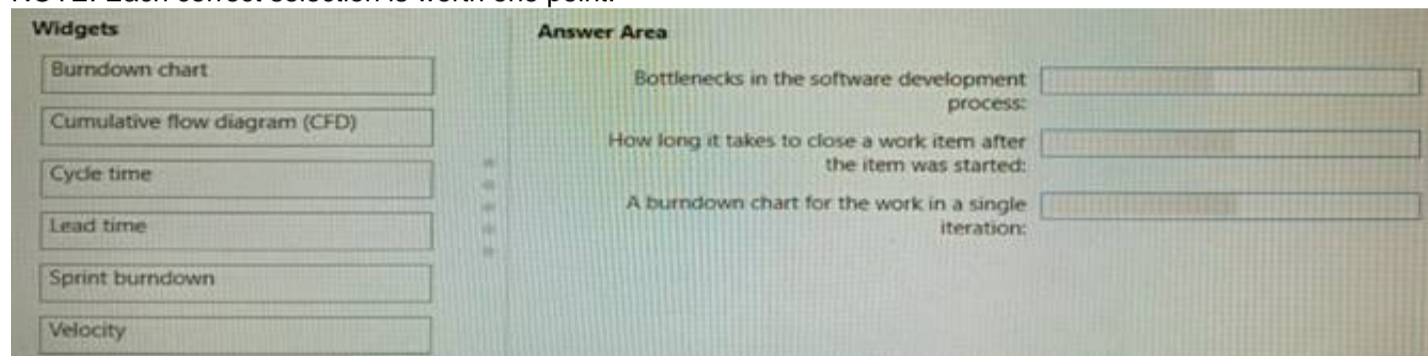 NOTE: Each correct selection is worth one point.
Widgets
Answer Area
Burndown chart
Cumulative flow diagram (CFD)
Cycle time
Lead time
Sprint burndown
Velocity
Bottlenecks in the software development
process:
How long it takes to close a work item after
the item was started:
A burndown chart for the work in a single
iteration: